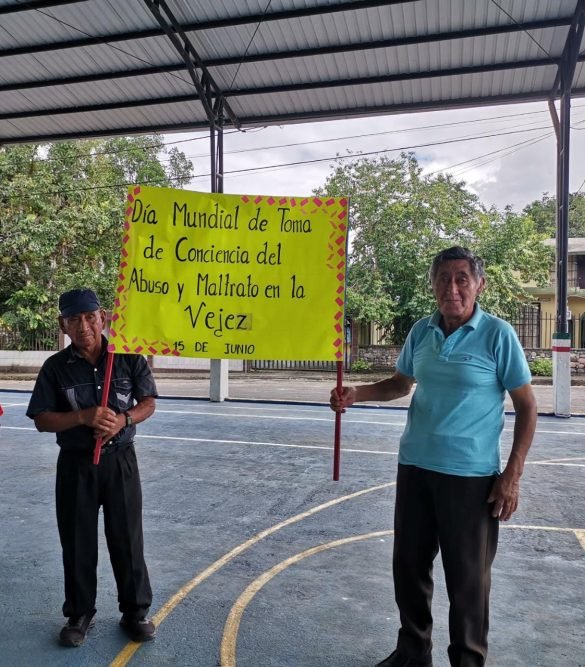 Día Mundial de Toma
de Conciencia del
Abuso y Maltrato en la
Vejez
15 DE JUNIO